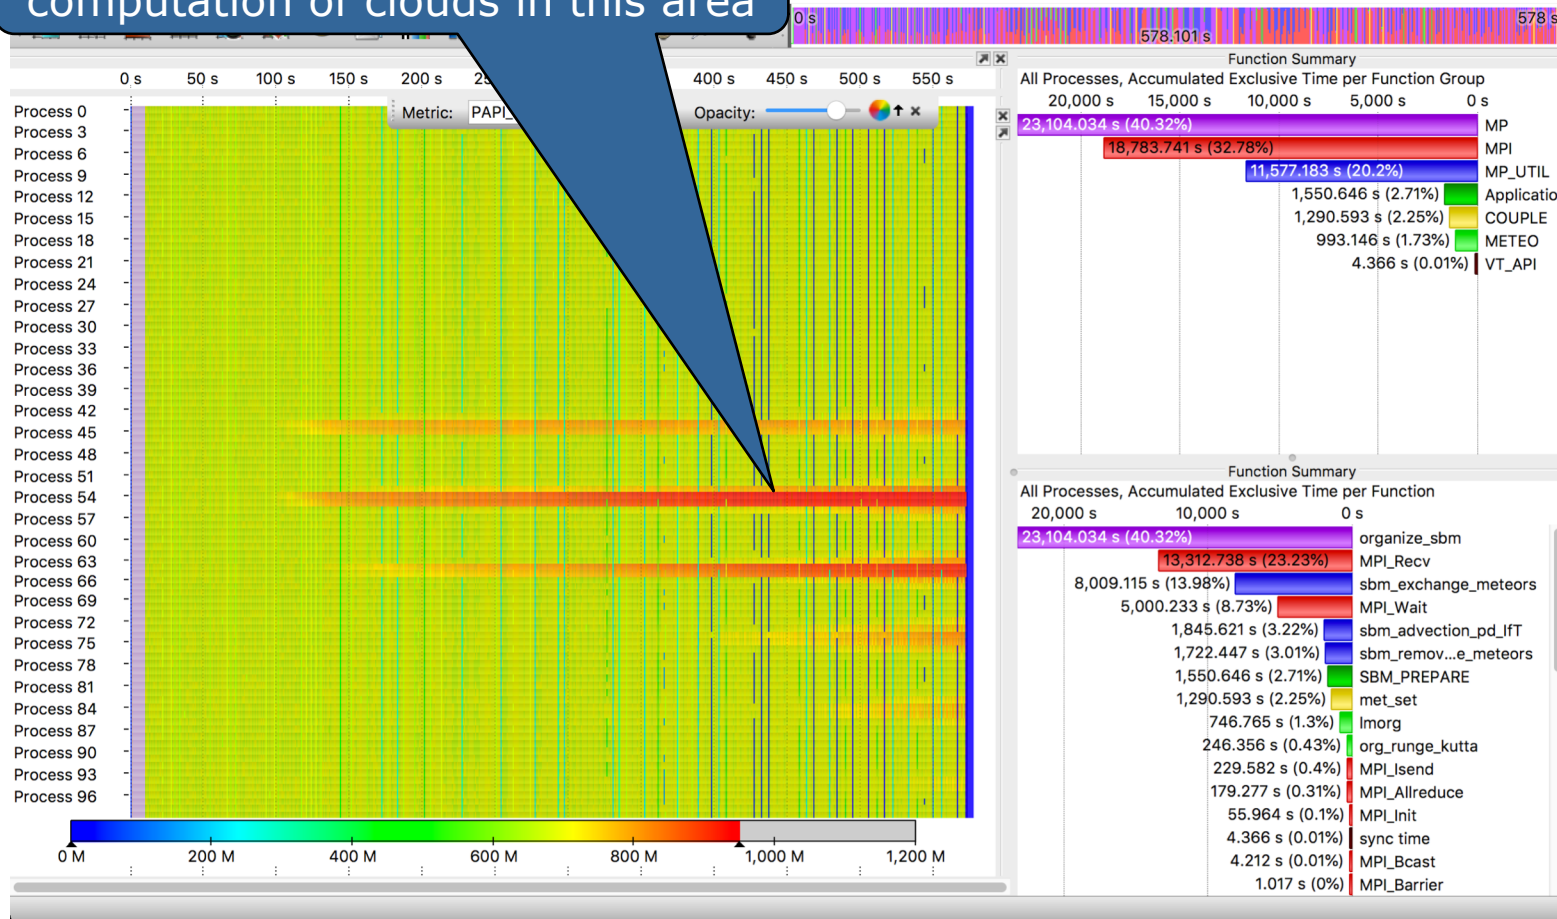 computation of clouds in this area
0 s
578.101 s
578 s
0 s 50 s 100 s 150 s 200 s 400 s 450 s 500 s 550 s
Metric: PAPI_
Opacity:
Process 0
Process 3
Process 6
Process 9
Process 12
Process 15
Process 18
Process 21
Process 24
Process 27
Process 30
Process 33
Process 36
Process 39
Process 42
Process 45
Process 48
Process 51
Process 54
Process 57
Process 60
Process 63
Process 66
Process 69
Process 72
Process 75
Process 78
Process 81
Process 84
Process 87
Process 90
Process 93
Process 96
0 M 200 M 400 M 600 M 800 M 1,000 M 1,200 M
Function Summary
All Processes, Accumulated Exclusive Time per Function Group
20,000 s 15,000 s 10,000 s 5,000 s 0 s
23,104.034 s (40.32%) MP
18,783.741 s (32.78%) MPI
11,577.183 s (20.2%) MP_UTIL
1,550.646 s (2.71%) Applicatio
1,290.593 s (2.25%) COUPLE
993.146 s (1.73%) METEO
4.366 s (0.01%) VT_API
Function Summary
All Processes, Accumulated Exclusive Time per Function
20,000 s 10,000 s 0 s
23,104.034 s (40.32%) organize_sbm
13,312.738 s (23.23%) MPI_Recv
8,009.115 s (13.98%) sbm_exchange_meteors
5,000.233 s (8.73%) MPI_Wait
1,845.621 s (3.22%) sbm_advection_pd_lfT
1,722.447 s (3.01%) sbm_remov...e_meteors
1,550.646 s (2.71%) SBM_PREPARE
1,290.593 s (2.25%) met_set
746.765 s (1.3%) lmorg
246.356 s (0.43%) org_runge_kutta
229.582 s (0.4%) MPI_Isend
179.277 s (0.31%) MPI_Allreduce
55.964 s (0.1%) MPI_Init
4.366 s (0.01%) sync time
4.212 s (0.01%) MPI_Bcast
1.017 s (0%) MPI_Barrier